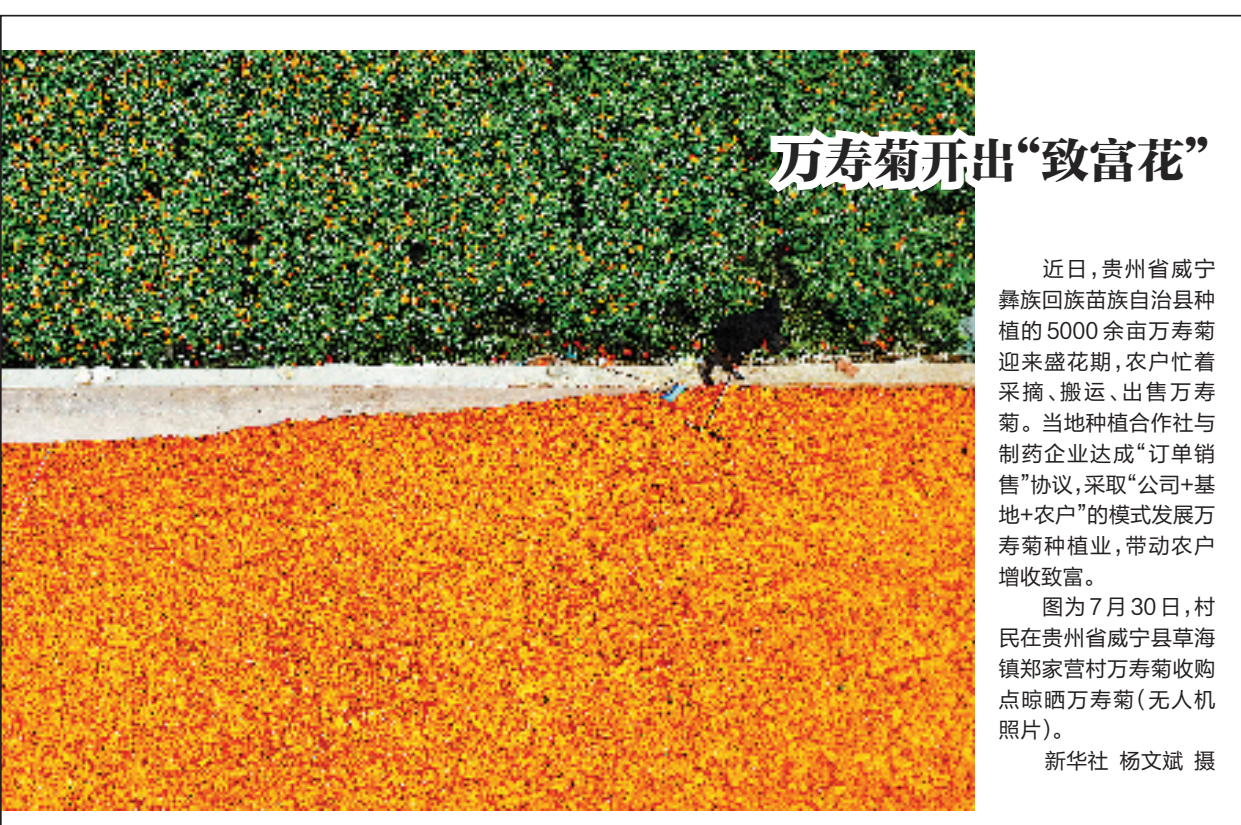 万寿菊开出“致富花”
近日,贵州省威宁
彝族回族苗族自治县种
植的5000余亩万寿菊
迎来盛花期,农户忙着
采摘、搬运、出售万寿
菊。当地种植合作社与
制药企业达成“订单销
售”协议,采取“公司+基
地+农户”的模式发展万
寿菊种植业,带动农户
增收致富。
图为7月30日,村
民在贵州省威宁县草海
镇郑家营村万寿菊收购
点晾晒万寿菊(无人机
照片)。
新华社 杨文斌 摄